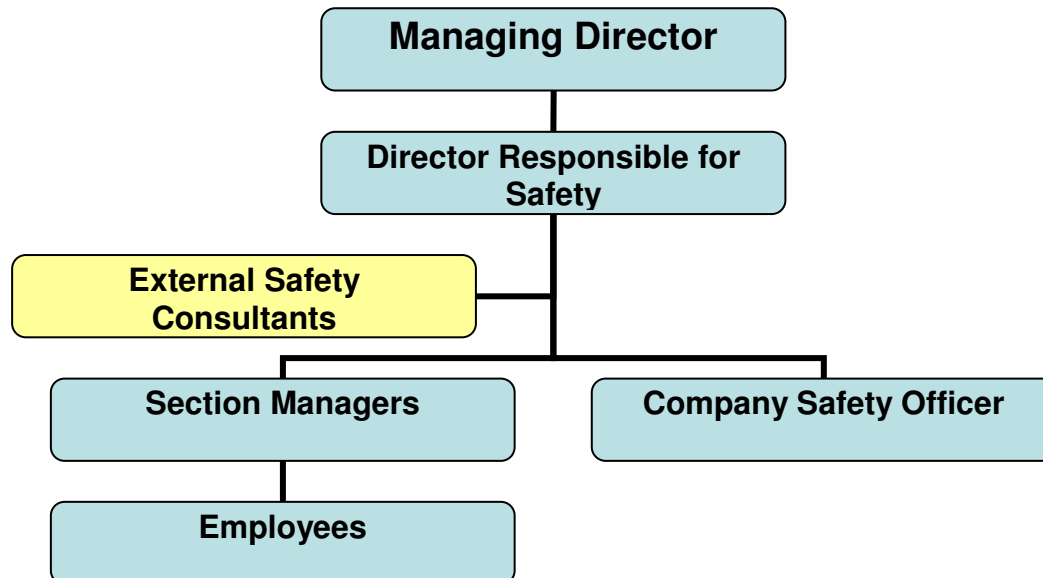 Managing Director
Director Responsible for
Safety
External Safety
Consultants
Section Managers
Company Safety Officer
Employees